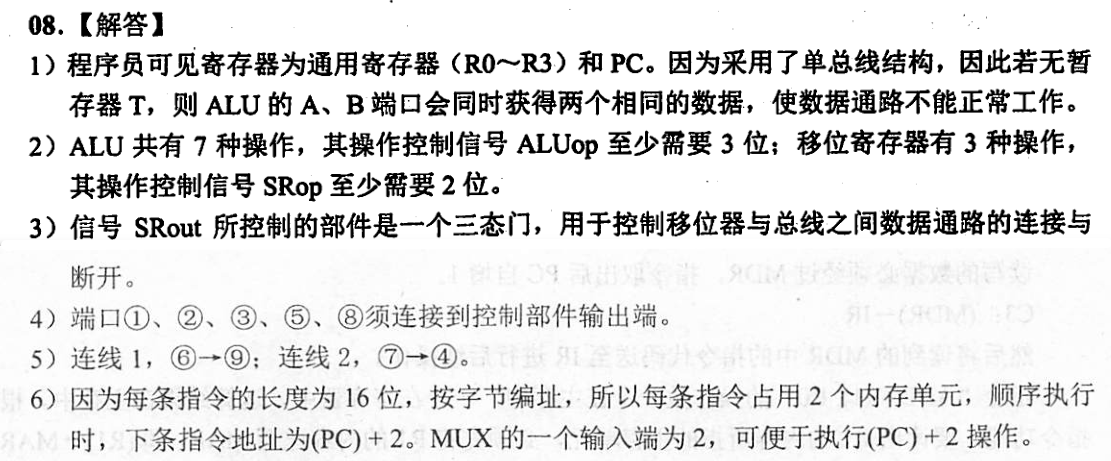 08.【解答】
1）程序员可见寄存器为通用寄存器（R0～R3）和 PC。因为采用了单总线结构，因此若无暂
存器 T，则 ALU 的 A、B 端口会同时获得两个相同的数据，使数据通路不能正常工作。
2）ALU 共有 7 种操作，其操作控制信号 ALUop 至少需要 3 位；移位寄存器有 3 种操作，
其操作控制信号 SRop 至少需要 2 位。
3）信号 SRout 所控制的部件是一个三态门，用于控制移位器与总线之间数据通路的连接与
断开。
4）端口①、②、③、⑤、⑧须连接到控制部件输出端。
5）连线 1，⑥→⑨；连线 2，⑦→④。
6）因为每条指令的长度为 16 位，按字节编址，所以每条指令占用 2 个内存单元，顺序执行
时，下条指令地址为(PC)＋2。MUX 的一个输入端为 2，可便于执行(PC)＋2 操作。